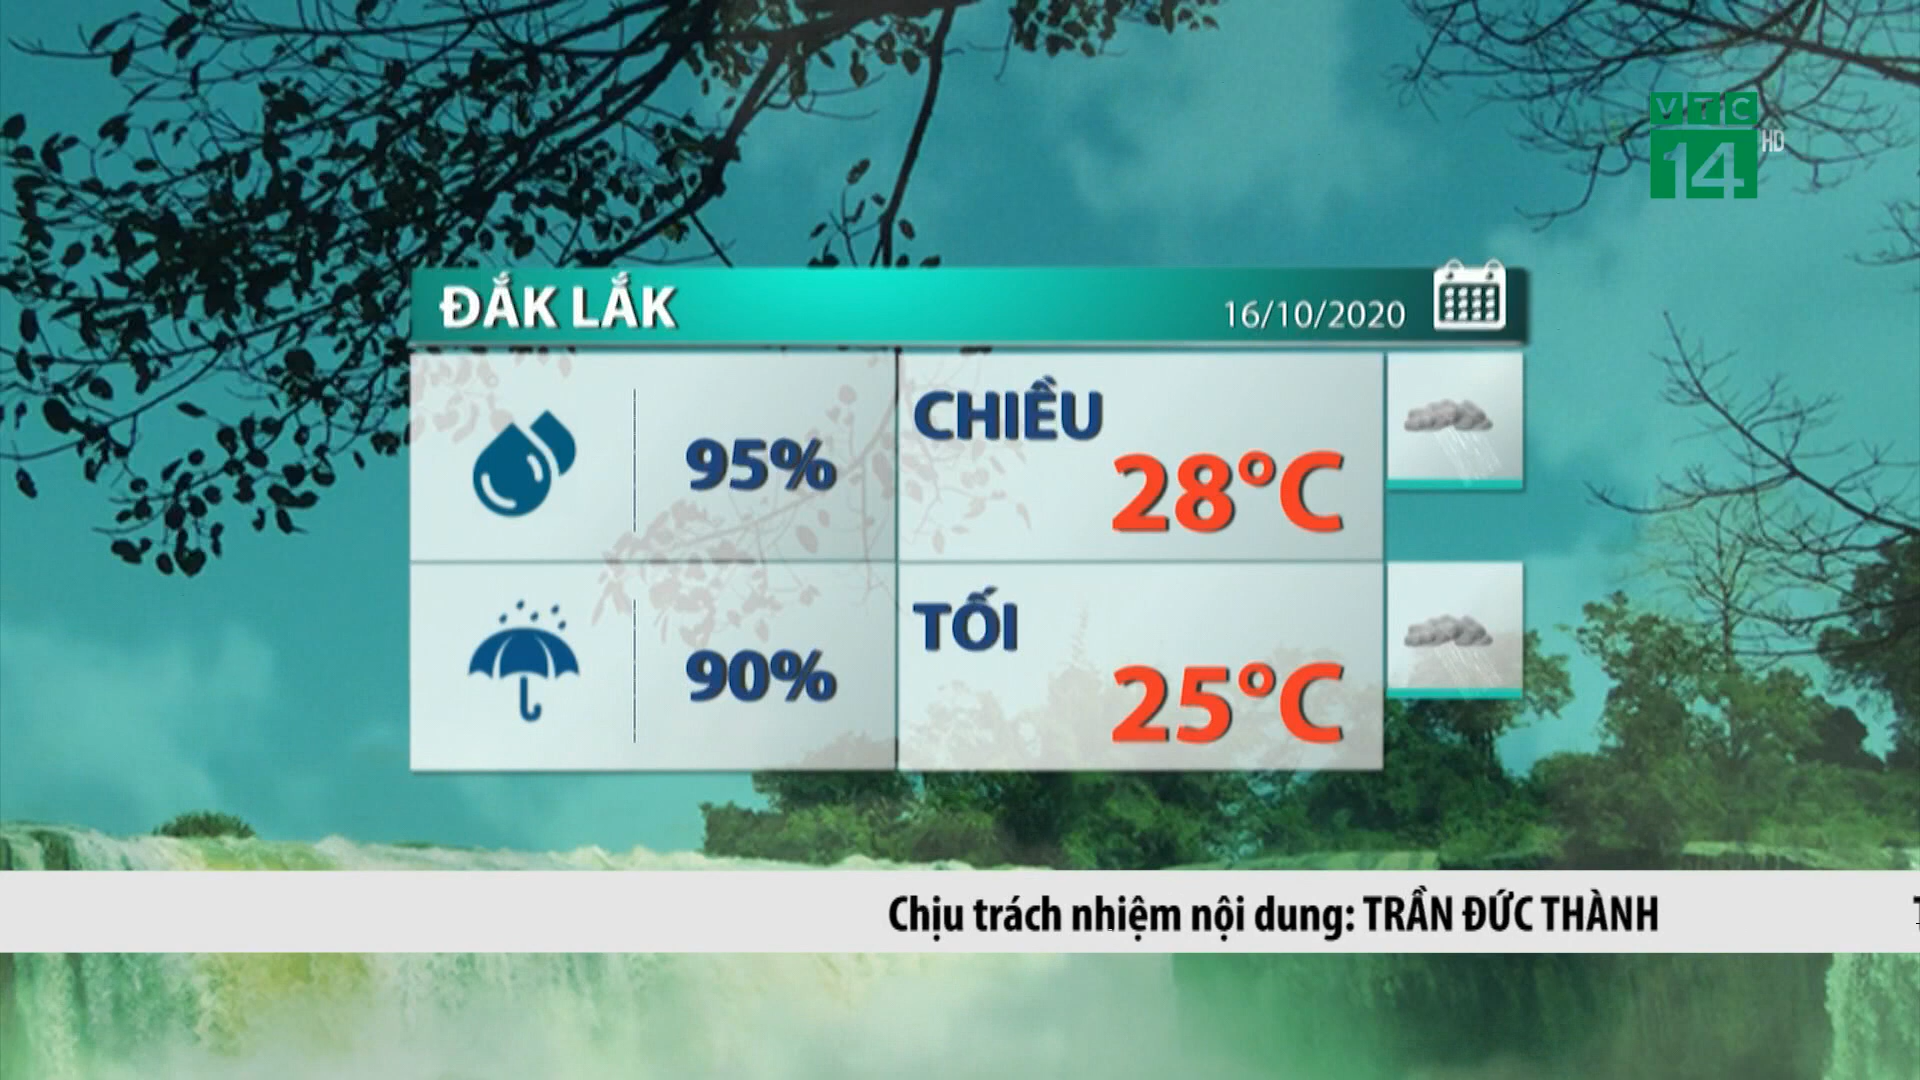 VTC
14 HD
ĐẮK LẮK
16/10/2020
95%
CHIỀU
28°C
90%
TỐI
25°C
Chịu trách nhiệm nội dung: TRẦN ĐỨC THÀNH